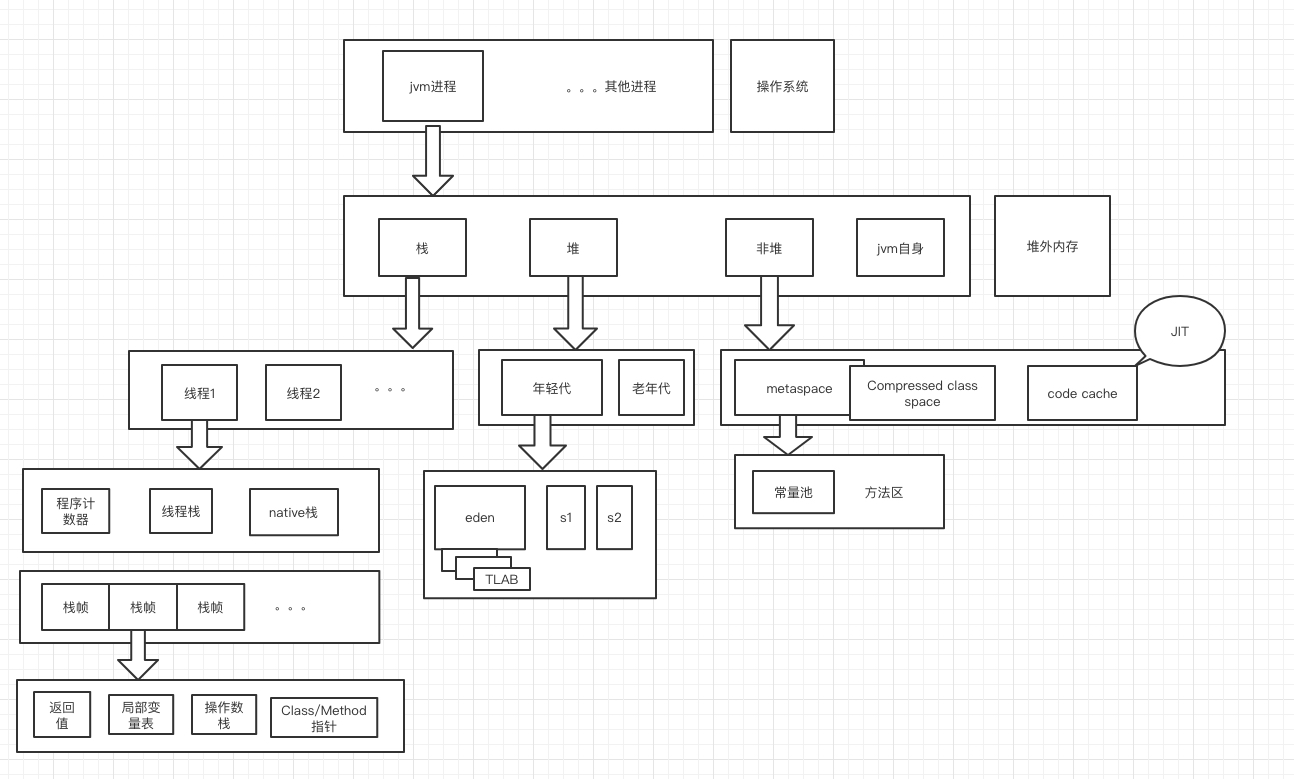 jvm进程
。。。其他进程
操作系统
栈
堆
非堆
jvm自身
堆外内存
JIT
线程1
线程2
。。。
年轻代
老年代
metaspace
Compressed class
space
code cache
程序计
数器
线程栈
native栈
eden
s1
s2
TLAB
常量池
方法区
栈帧
栈帧
栈帧
。。。
返回
值
局部变
量表
操作数
栈
Class/Method
指针